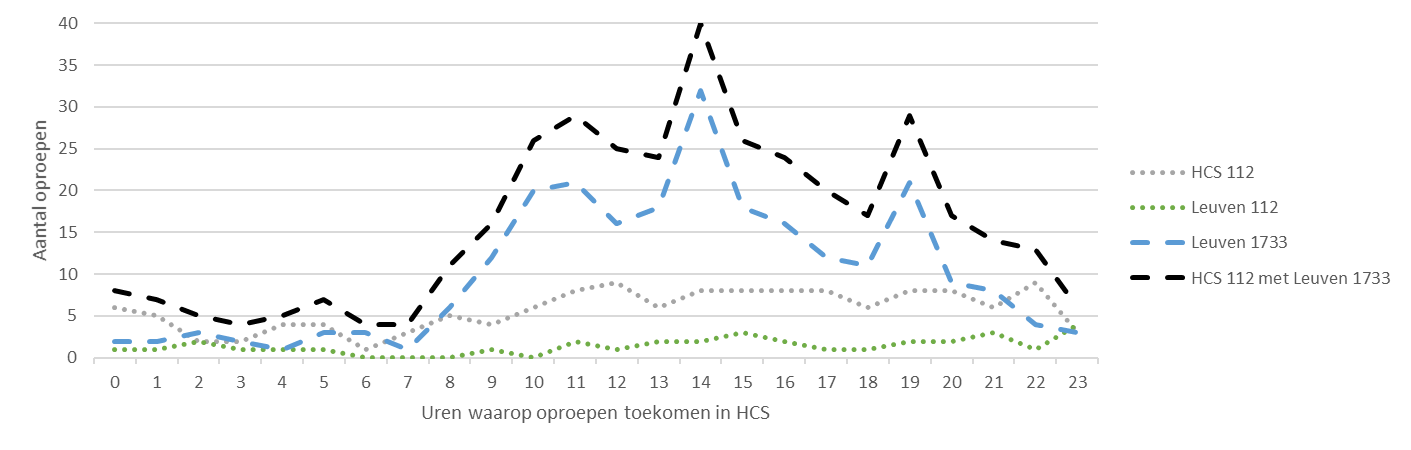 40
35
30
25
20
15
10
5
0
Aantal oproepen
0 1 2 3 4 5 6 7 8 9 10 11 12 13 14 15 16 17 18 19 20 21 22 23
Uren waarop oproepen toekomen in HCS
HCS 112
Leuven 112
Leuven 1733
HCS 112 met Leuven 1733